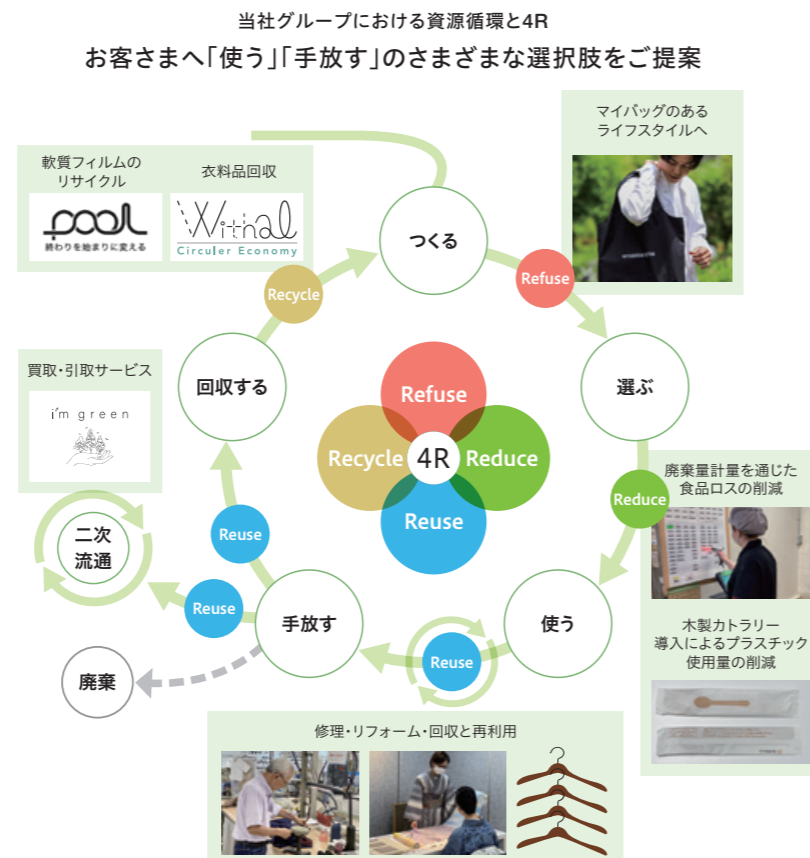 当社グループにおける資源循環と4R
お客さまへ「使う」「手放す」のさまざまな選択肢をご提案
マイバッグのある
ライフスタイルへ
軟質フィルムの
リサイクル
pool
終わりを始まりに変える
衣料品回収
Withal
Circuler Economy
つくる
Refuse
Recycle
選ぶ
回収する
買取・引取サービス
i'm green
Refuse
Recycle
4R
Reduce
Reuse
廃棄量計量を通じた
食品ロスの削減
Reduce
二次
流通
Reuse
Reuse
手放す
使う
Reuse
廃棄
木製カトラリー
導入によるプラスチック
使用量の削減
修理・リフォーム・回収と再利用